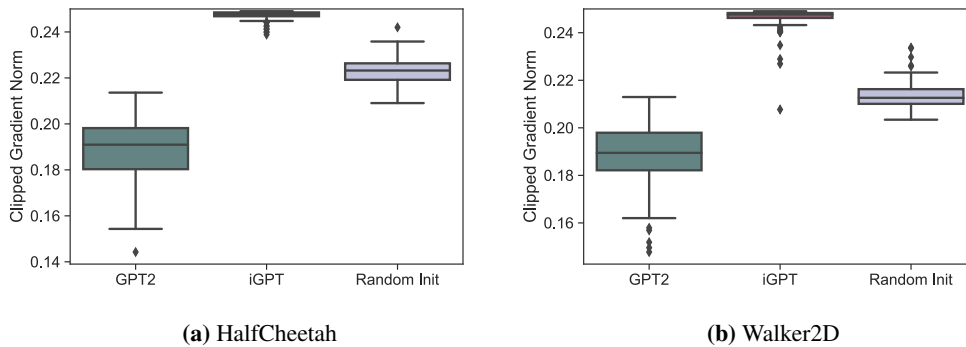 Clipped Gradient Norm
0.24
0.22
0.20
0.18
0.16
0.14
GPT2 iGPT Random Init
(a) HalfCheetah
Clipped Gradient Norm
0.24
0.22
0.20
0.18
0.16
GPT2 iGPT Random Init
(b) Walker2D